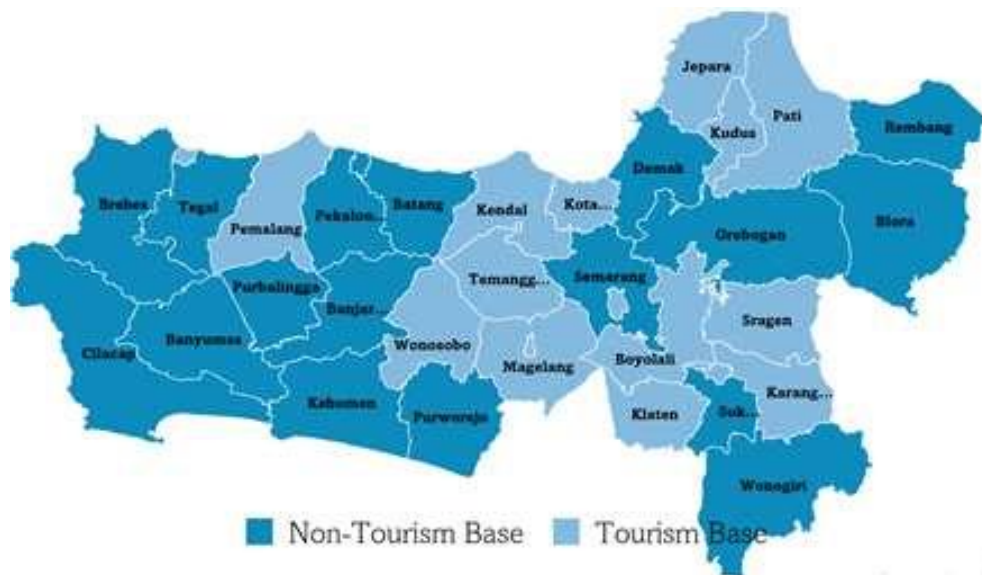 Jepara
Kudus
Pati
Rembang
Demak
Brebes
Tegal
Pemalang
Pekalon...
Batang
Kendal
Kota...
Grobogan
Blora
Purbalingga
Banjar...
Temangg...
Semarang
Sragen
Cilacap
Banyumas
Wonosobo
Magelang
Boyolali
Karang...
Kebumen
Purworejo
Klaten
Suk...
Wonogiri
Non-Tourism Base
Tourism Base